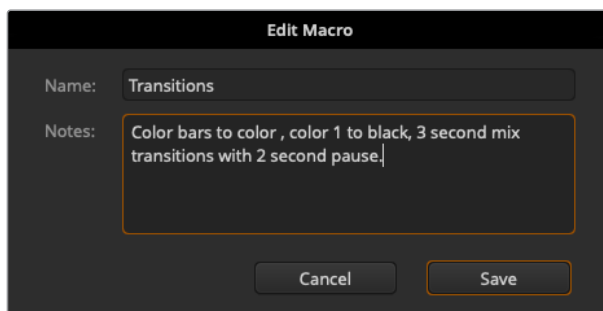 Edit Macro
Name: Transitions
Notes: Color bars to color , color 1 to black, 3 second mix
transitions with 2 second pause.
Cancel Save